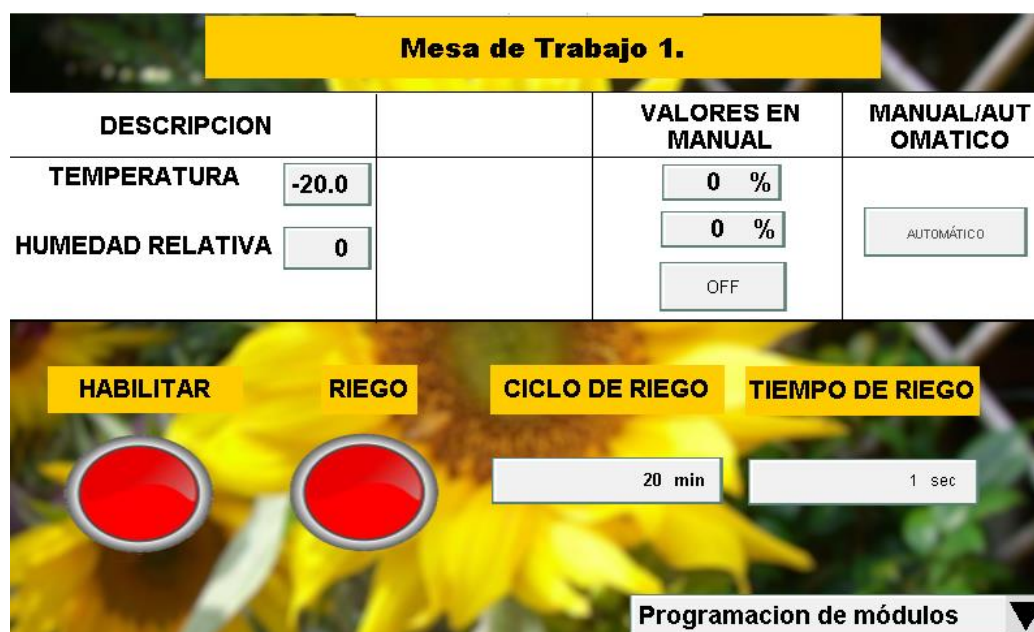 Mesa de Trabajo 1.
DESCRIPCION
VALORES EN
MANUAL
MANUAL/AUT
OMATICO
TEMPERATURA -20.0
0 %
HUMEDAD RELATIVA 0
0 %
AUTOMÁTICO
OFF
HABILITAR RIEGO CICLO DE RIEGO TIEMPO DE RIEGO
20 min 1 sec
Programacion de módulos